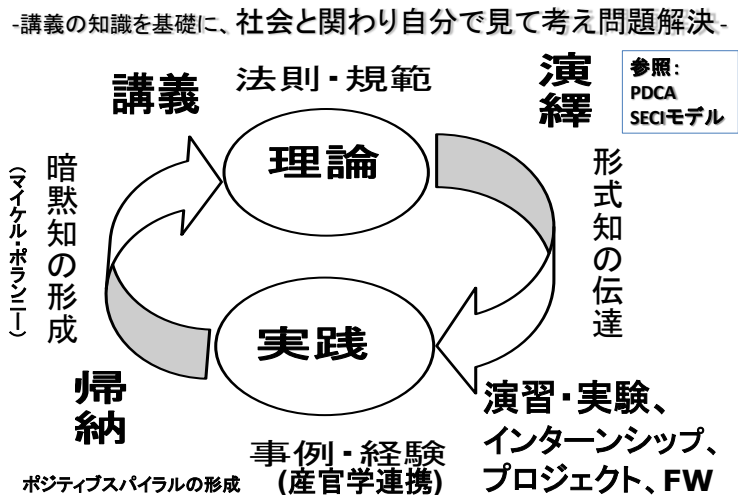 -講義の知識を基礎に、社会と関わり自分で見て考え問題解決-
講義
法則・規範
演繹
参照：
PDCA
SECIモデル
理論
暗黙知の形成
（マイケル・ポランニー）
形式知の伝達
実践
帰納
演習・実験、
インターンシップ、
プロジェクト、FW
事例・経験
(産官学連携)
ポジティブスパイラルの形成